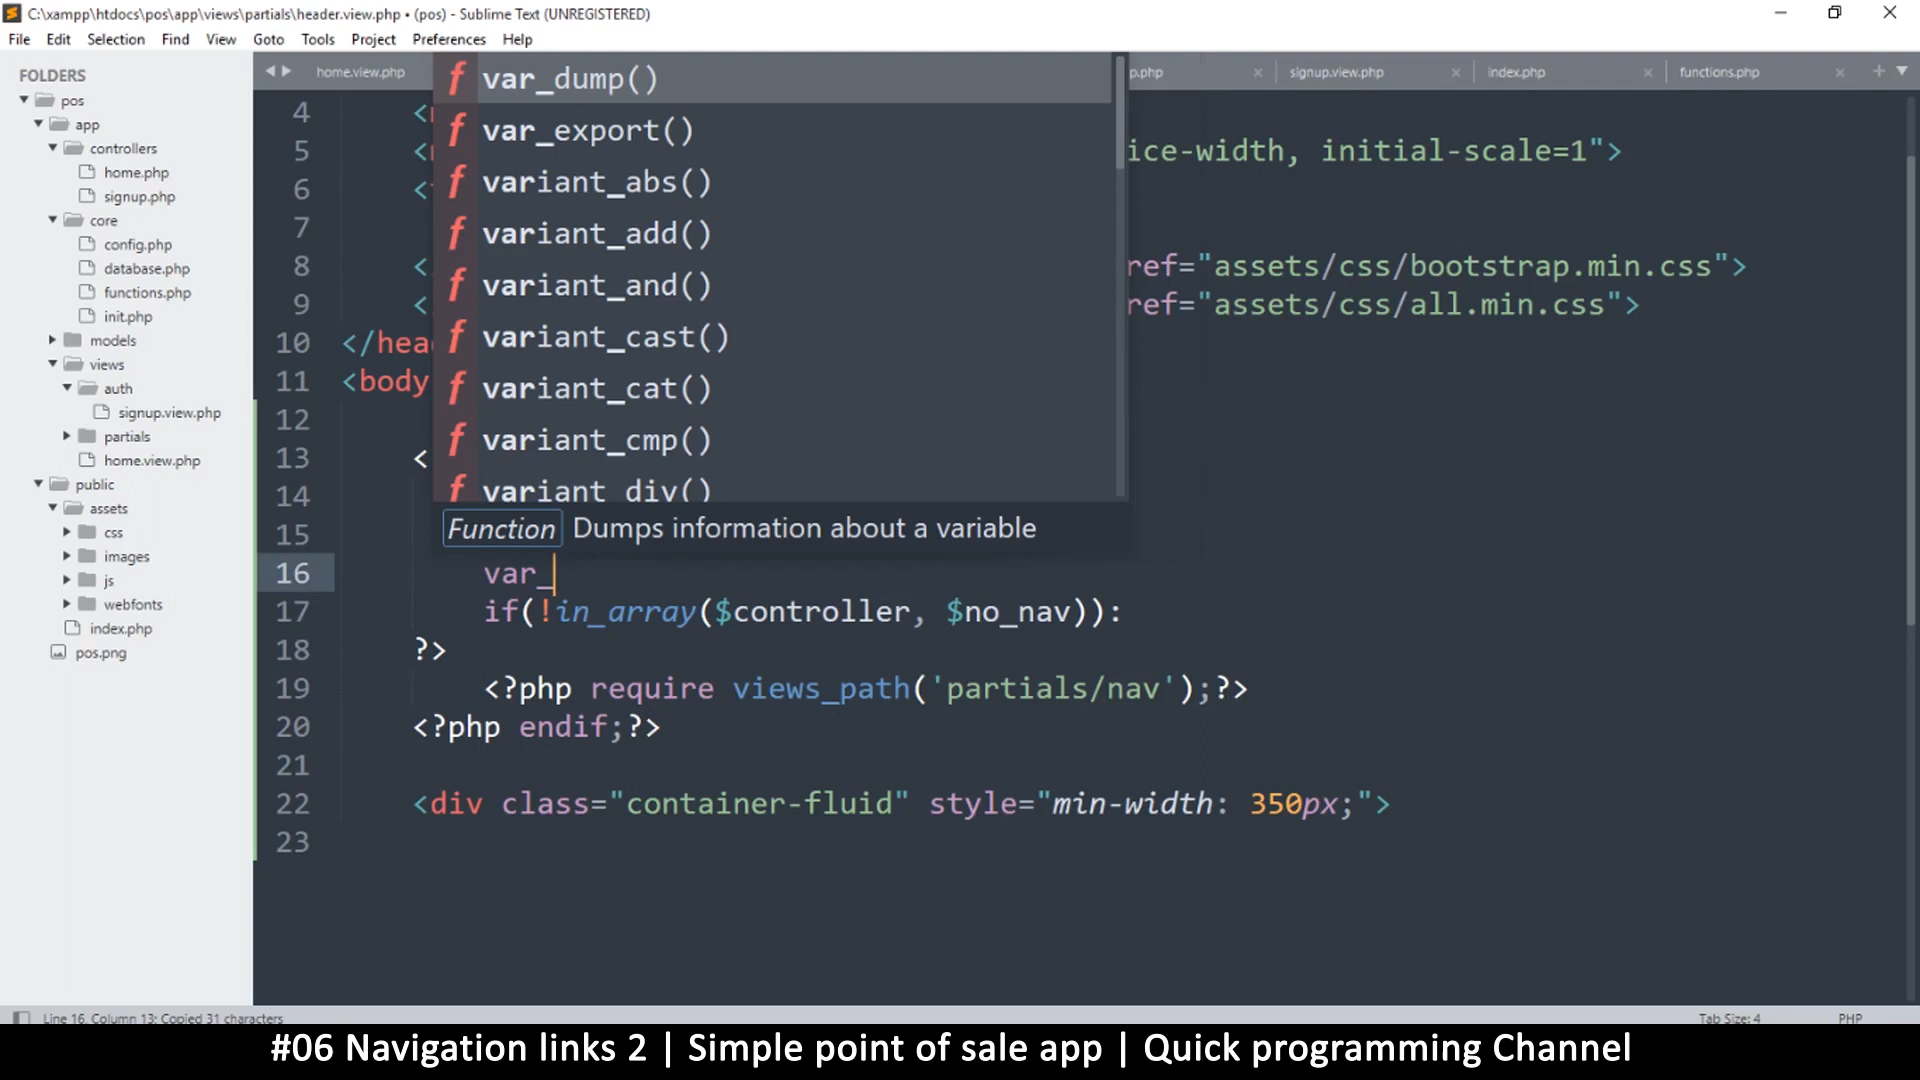 C:\xampp\htdocs\pos\app\views\partials\header.view.php • (pos) - Sublime Text (UNREGISTERED)
File Edit Selection Find View Goto Tools Project Preferences Help
FOLDERS
pos
app
controllers
home.php
signup.php
core
config.php
database.php
functions.php
init.php
models
views
auth
signup.view.php
partials
home.view.php
public
assets
css
images
js
webfonts
index.php
pos.png
home.view.php p.php signup.view.php index.php functions.php
var_dump()
var_export()
variant_abs()
variant_add()
variant_and()
variant_cast()
variant_cat()
variant_cmp()
variant_div()
Function Dumps information about a variable
4 <
5 < ice-width, initial-scale=1">
6 <
7
8 < ref="assets/css/bootstrap.min.css">
9 < ref="assets/css/all.min.css">
10 </hea
11 <body
12
13 <
14
15
16 var_
17 if(!in_array($controller, $no_nav)):
18 ?>
19 <?php require views_path('partials/nav');?>
20 <?php endif;?>
21
22 <div class="container-fluid" style="min-width: 350px;">
23
Line 16, Column 13; Copied 31 characters Tab Size: 4 PHP
#06 Navigation links 2 | Simple point of sale app | Quick programming Channel